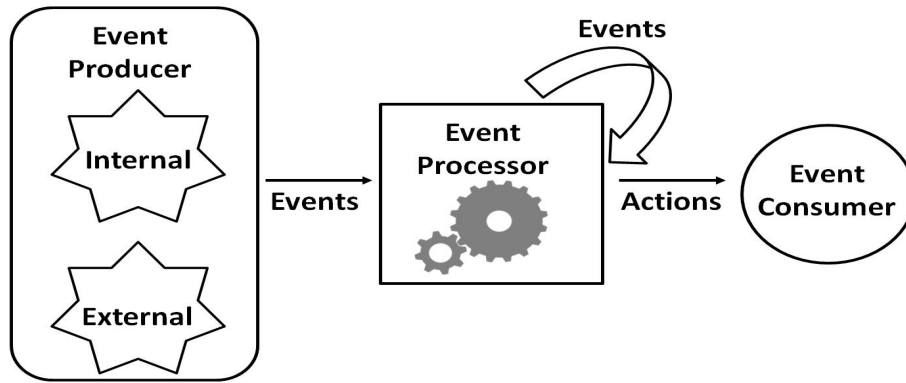 Event
Producer
Internal
External
Events
Events
Event
Processor
Actions
Event
Consumer